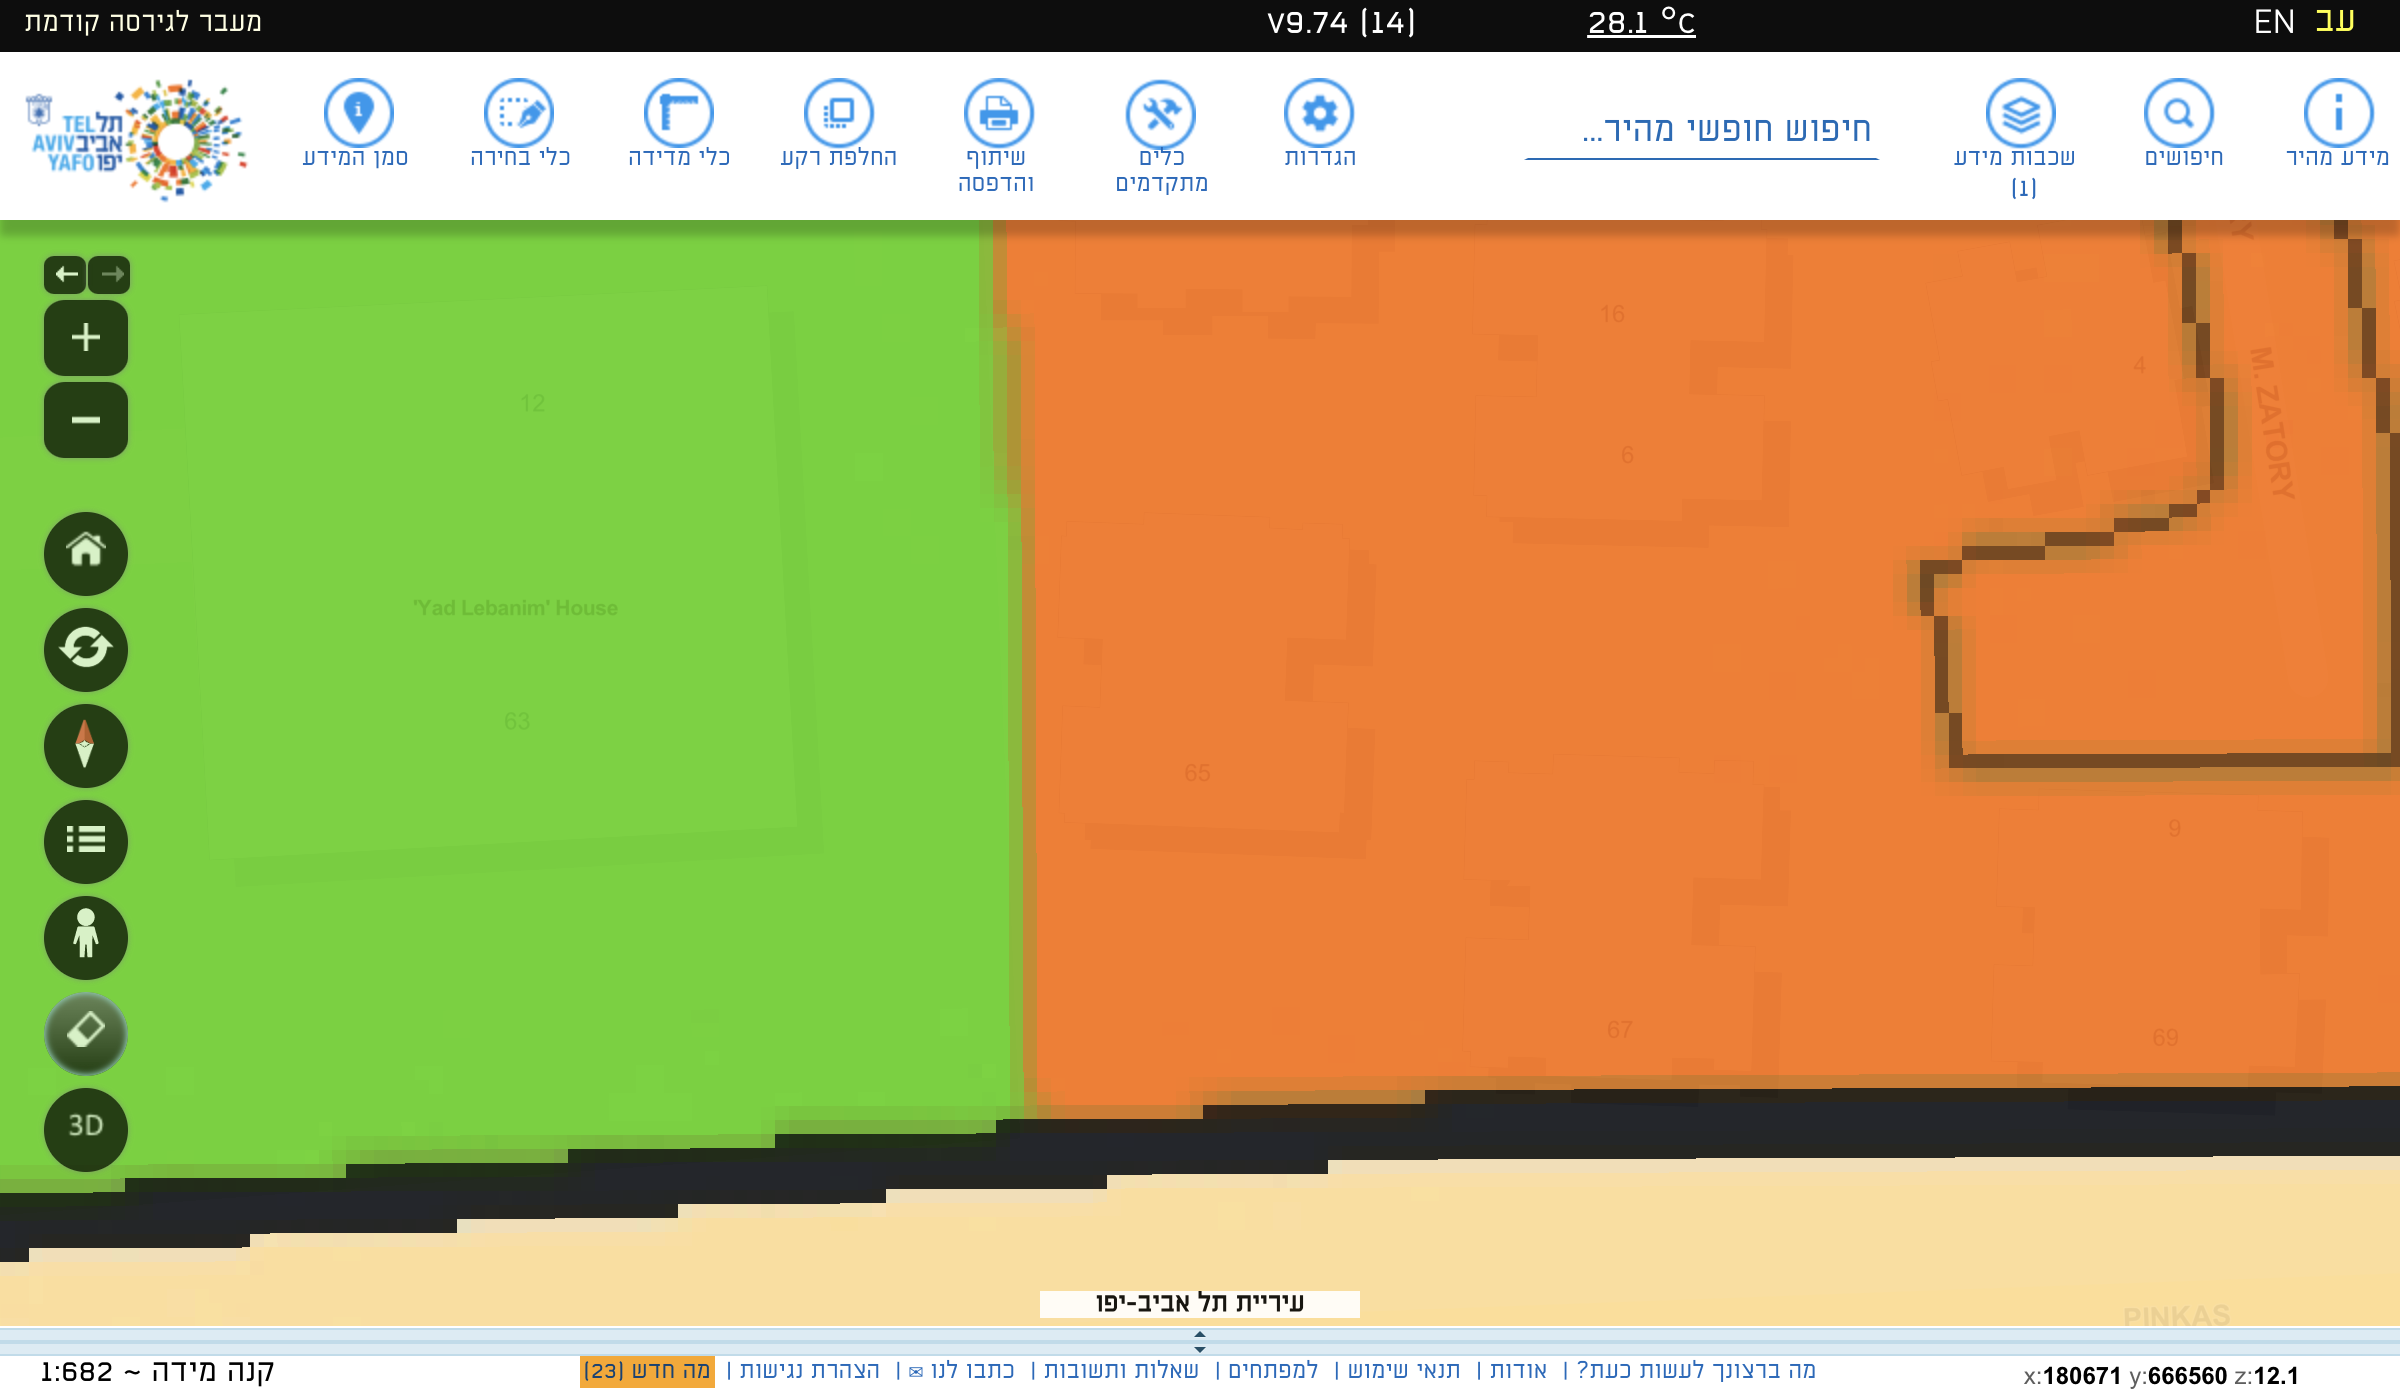 מעבר לגירסה קודמת
V9.74 (14)
28.1 °C
EN עב
תל אביב יפו
TEL AVIV YAFO
סמן המידע
כלי בחירה
כלי מדידה
החלפת רקע
שיתוף והדפסה
כלים מתקדמים
הגדרות
חיפוש חופשי מהיר...
שכבות מידע (1)
חיפושים
מידע מהיר
12
'Yad Lebanim' House
63
16
6
65
4
M. ZATORY
9
67
69
3D
עיריית תל אביב-יפו
PINKAS
קנה מידה ~ 1:682
מה ברצונך לעשות כעת? | אודות | תנאי שימוש | למפתחים | שאלות ותשובות | כתבו לנו ✉ | הצהרת נגישות | מה חדש (23)
x:180671 y:666560 z:12.1